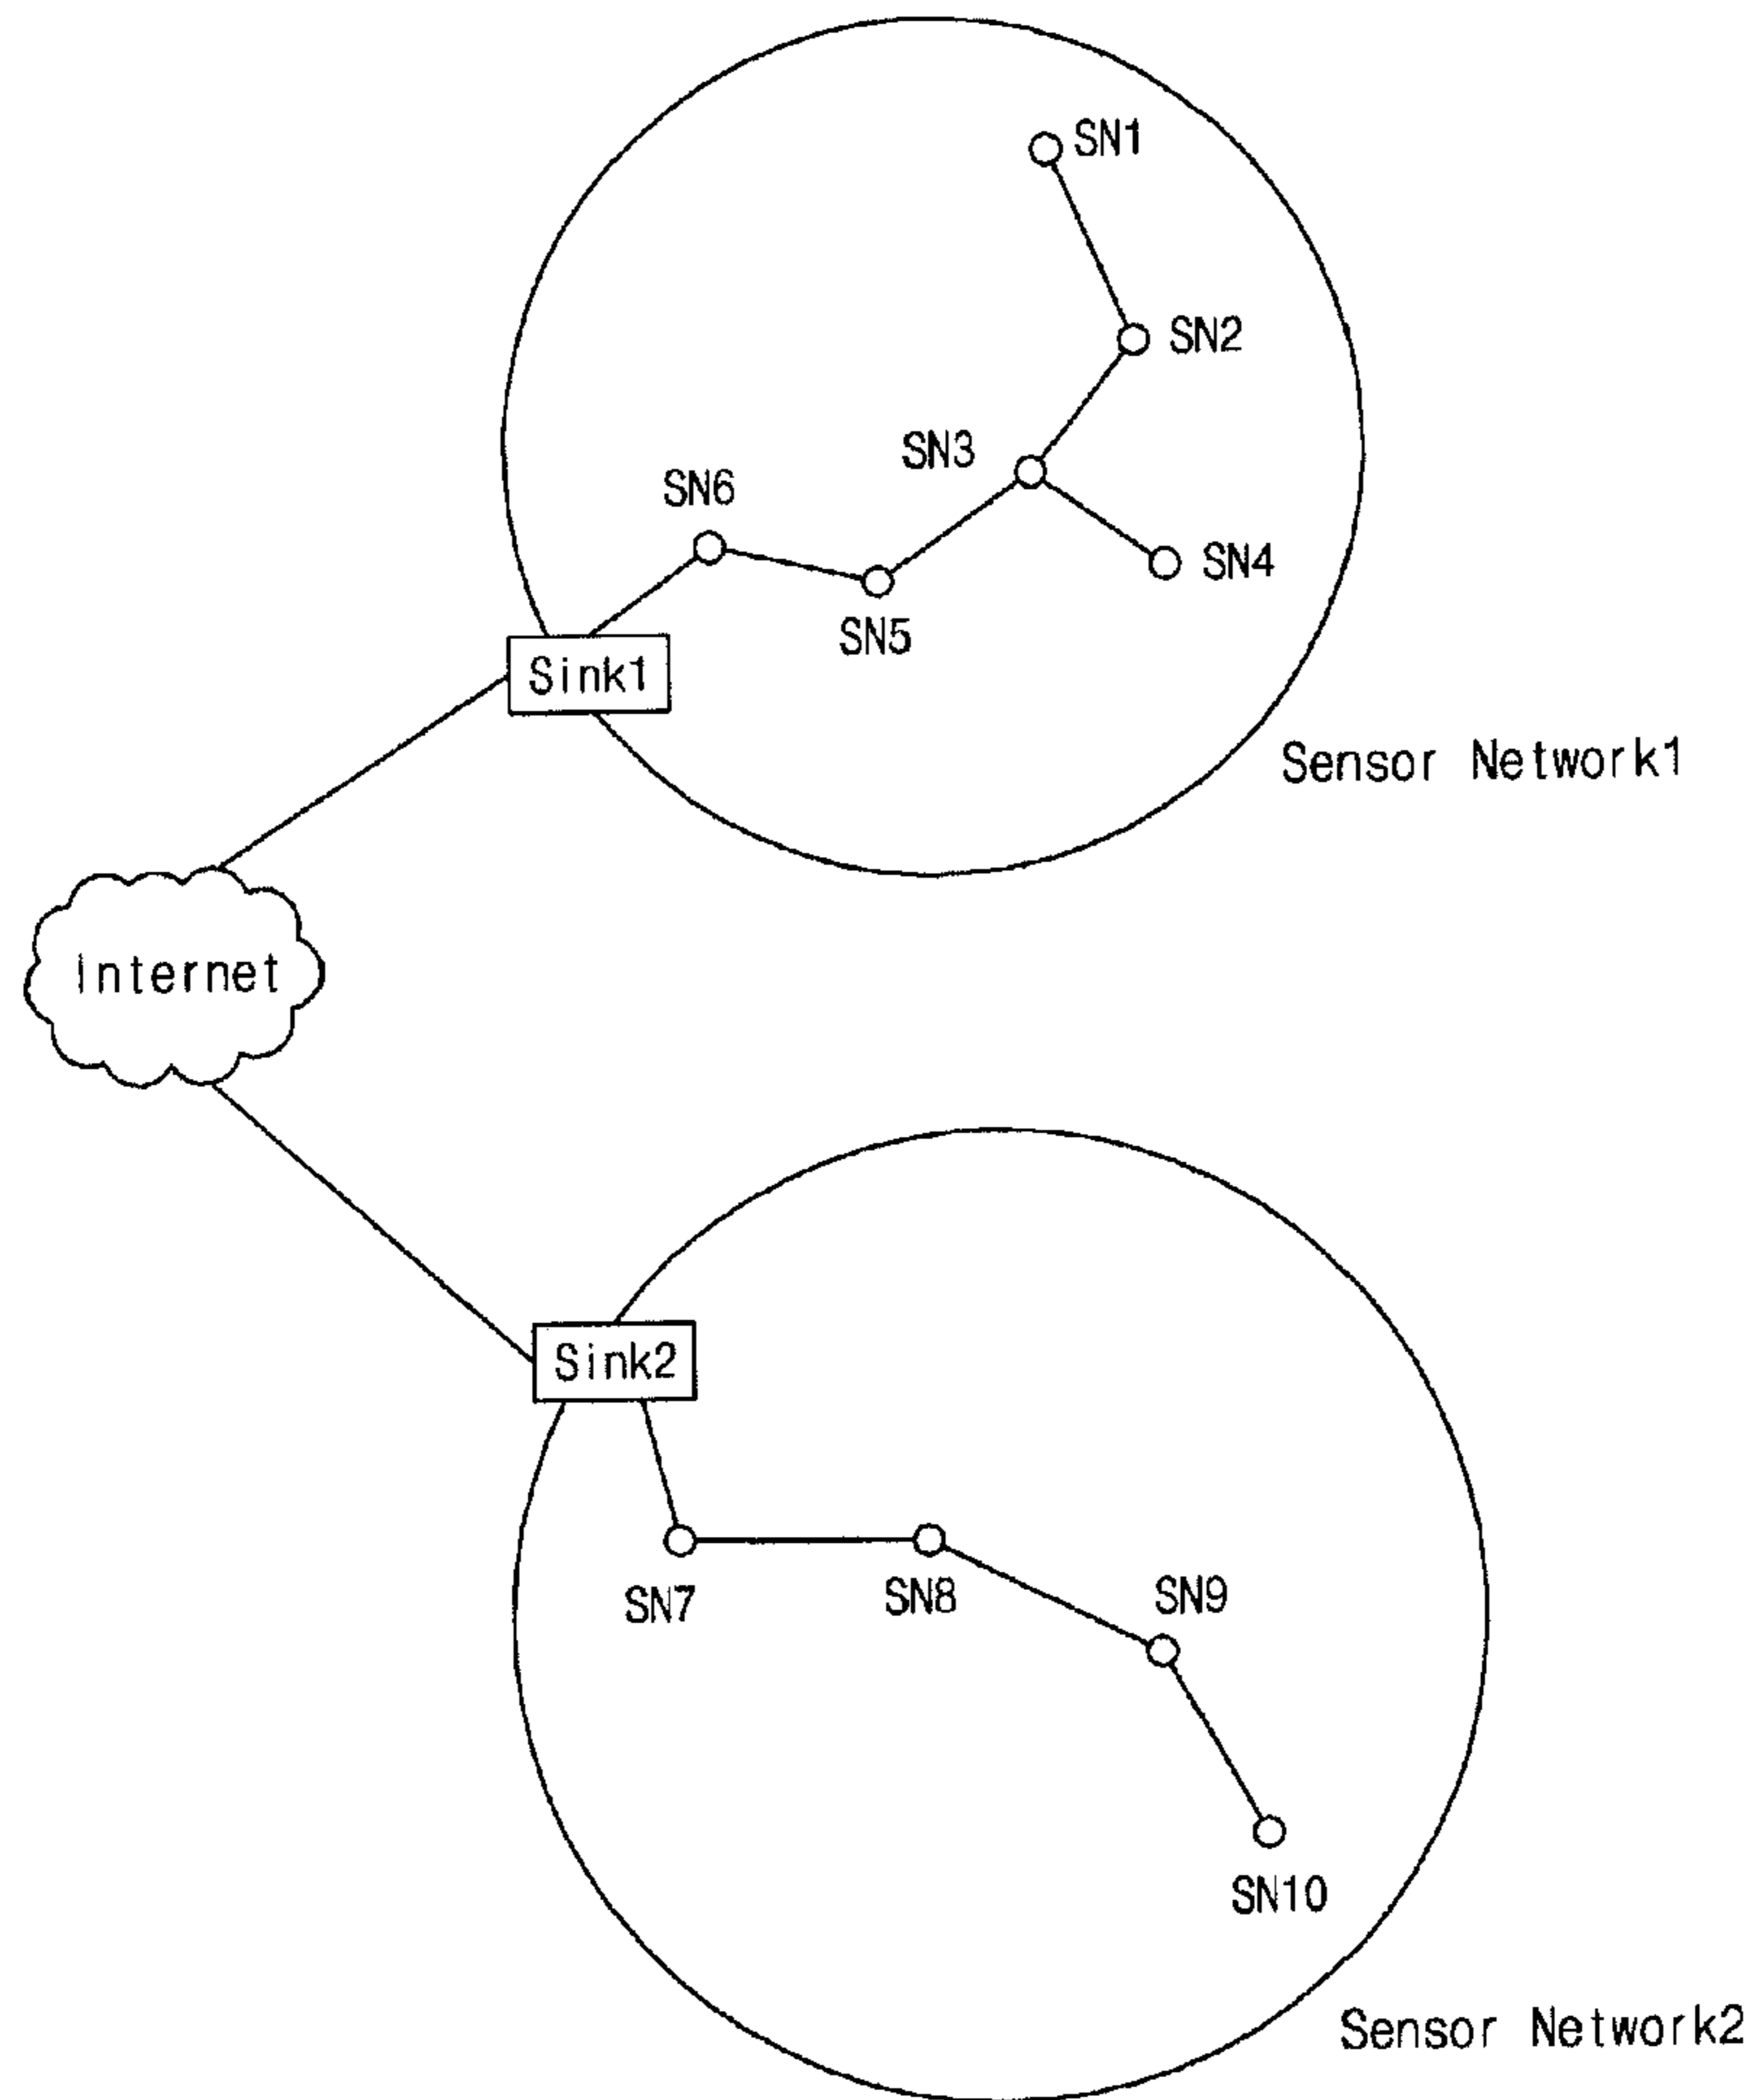 SN1
SN2
SN3
SN6
SN4
SN5
Sink1
Sensor Network1
Internet
Sink2
SN7
SN8
SN9
SN10
Sensor Network2